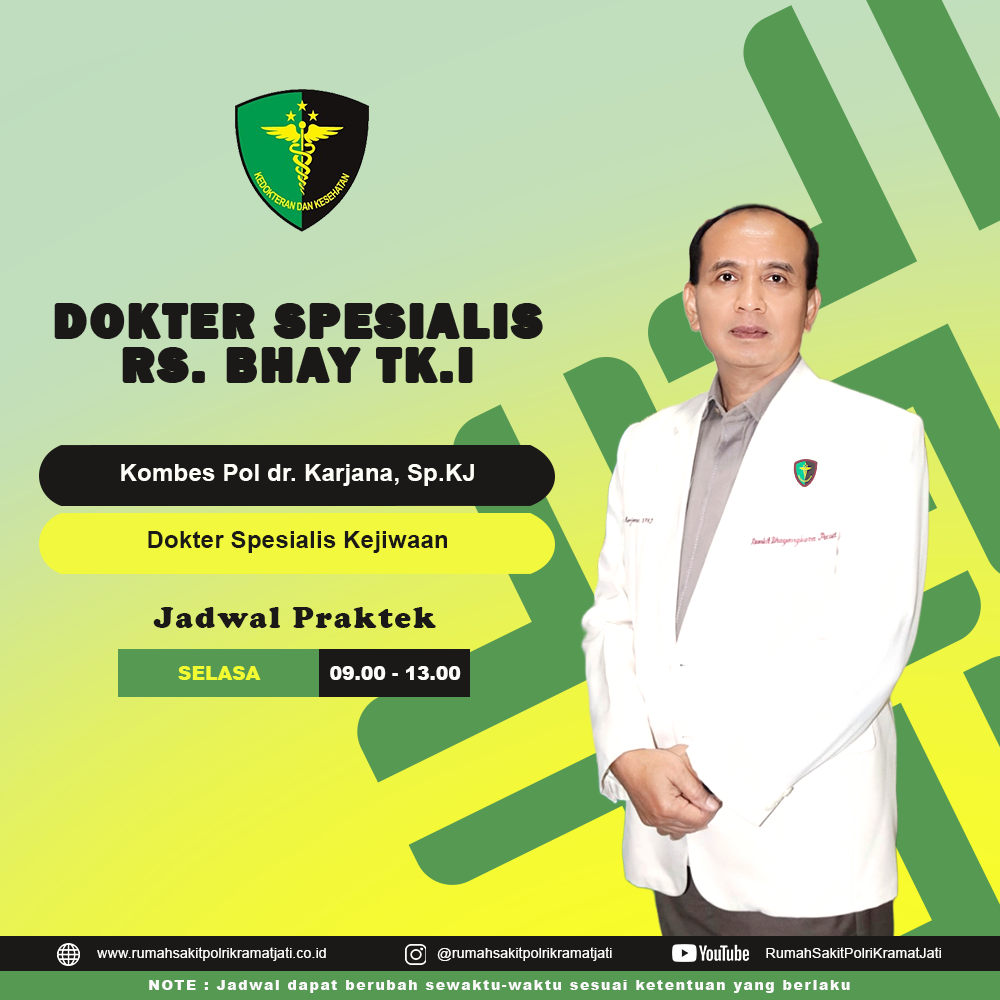 KEDOKTERAN DAN KESEHATAN
DOKTER SPESIALIS
RS. BHAY TK.I
Kombes Pol dr. Karjana, Sp.KJ
Dokter Spesialis Kejiwaan
Jadwal Praktek
SELASA 09.00 - 13.00
www.rumahsakitpolrikramatjati.co.id @rumahsakitpolrikramatjati YouTube RumahSakitPolriKramatJati
NOTE : Jadwal dapat berubah sewaktu-waktu sesuai ketentuan yang berlaku